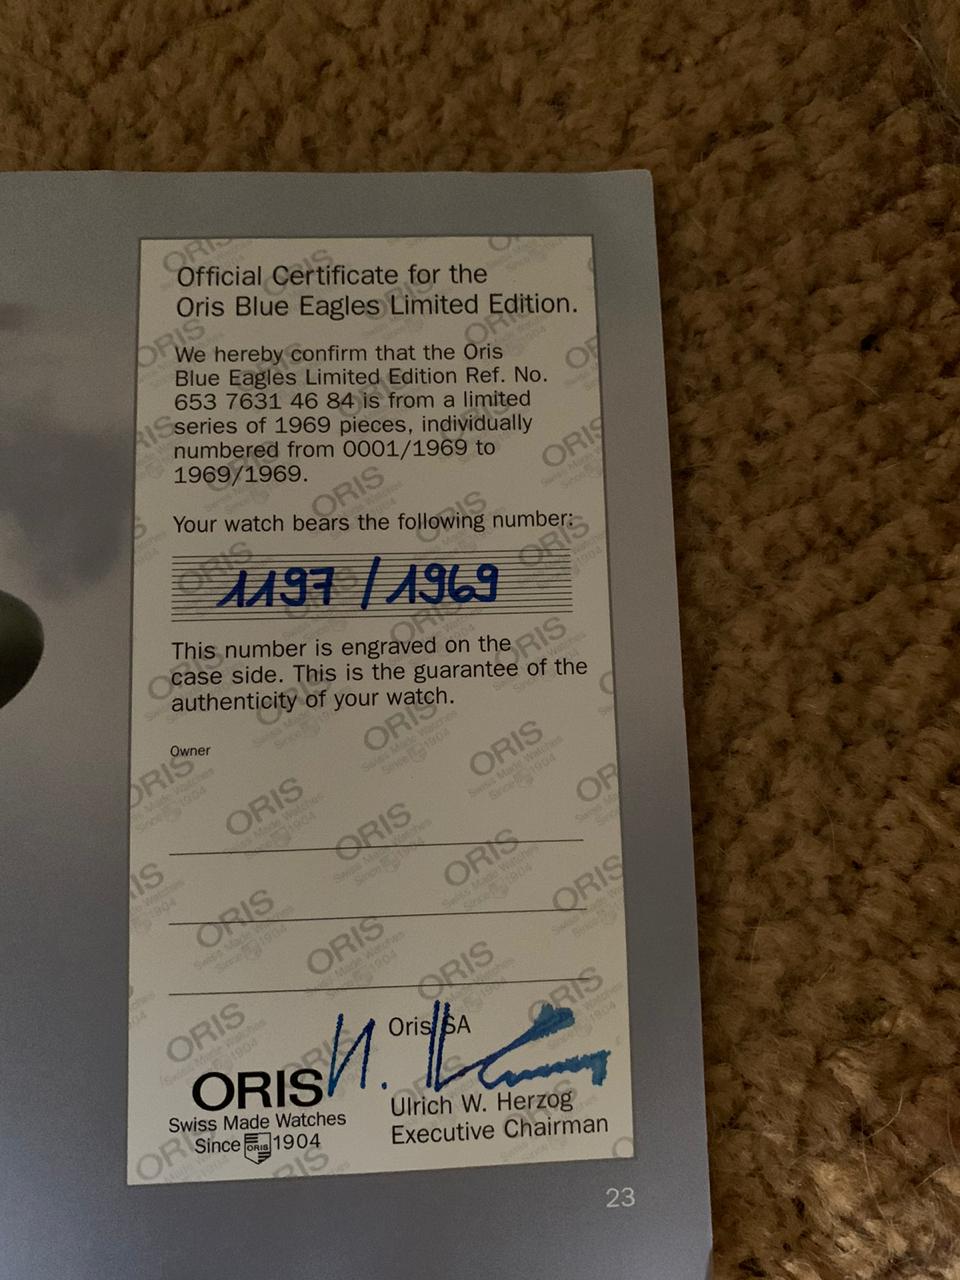 Official Certificate for the
Oris Blue Eagles Limited Edition.
We hereby confirm that the Oris
Blue Eagles Limited Edition Ref. No.
653 7631 46 84 is from a limited
series of 1969 pieces, individually
numbered from 0001/1969 to
1969/1969.
Your watch bears the following number:
1197 / 1969
This number is engraved on the
case side. This is the guarantee of the
authenticity of your watch.
Owner
Oris SA
ORIS
Swiss Made Watches
Since ORIS 1904
Ulrich W. Herzog
Executive Chairman
23